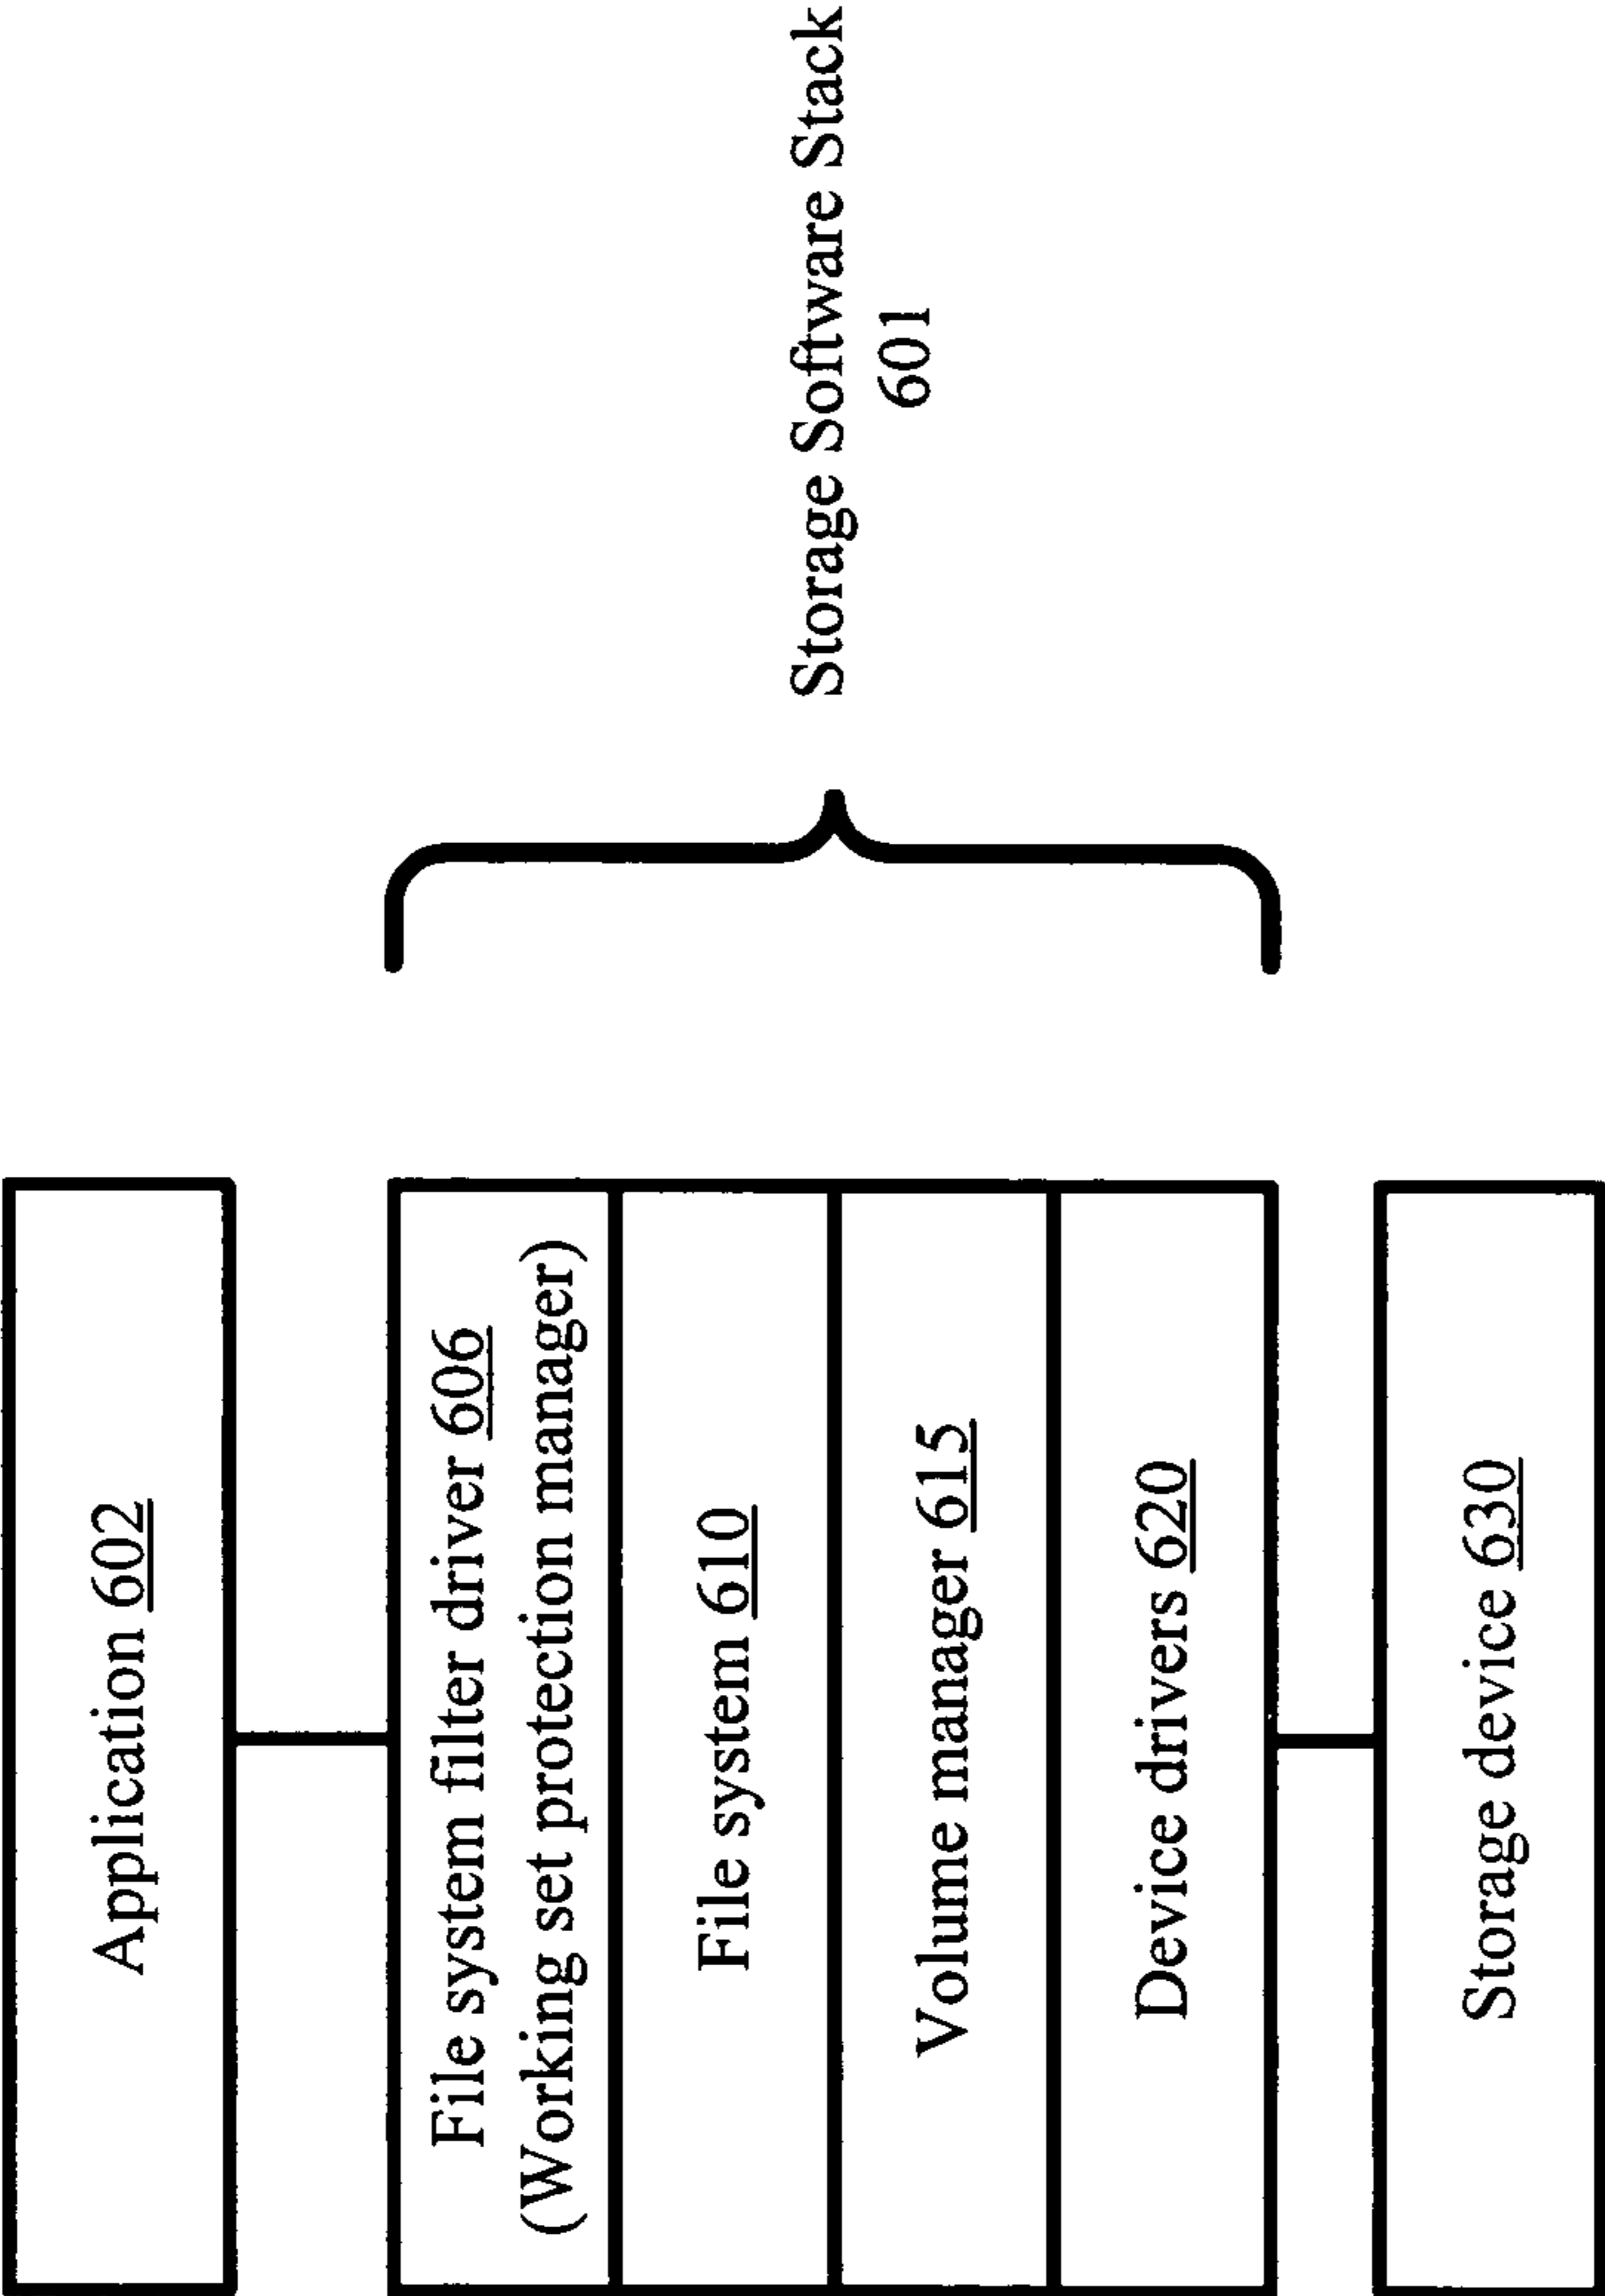 Application 602
File system filter driver 606
(Working set protection manager)
File system 610
Volume manager 615
Device drivers 620
Storage device 630
Storage Software Stack
601